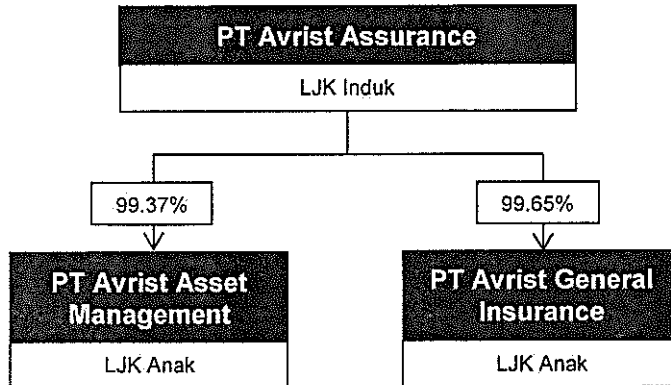 PT Avrist Assurance
LJK Induk
99.37%
99.65%
PT Avrist Asset
Management
LJK Anak
PT Avrist General
Insurance
LJK Anak